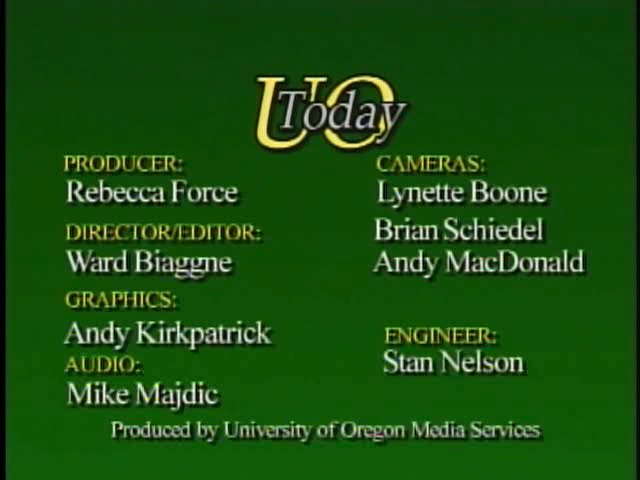 UO
Today
PRODUCER:
Rebecca Force
DIRECTOR/EDITOR:
Ward Biaggne
GRAPHICS:
Andy Kirkpatrick
AUDIO:
Mike Majdic
CAMERAS:
Lynette Boone
Brian Schiedel
Andy MacDonald
ENGINEER:
Stan Nelson
Produced by University of Oregon Media Services